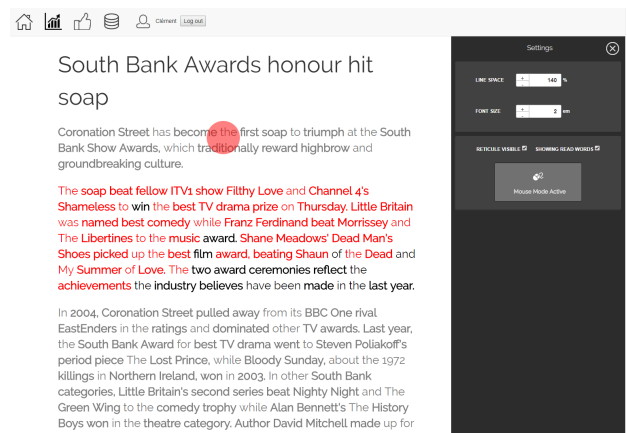 Clément Log out
Settings
South Bank Awards honour hit
soap
LINE SPACE + 140 %
-
FONT SIZE + 2 em
-
Coronation Street has become the first soap to triumph at the South
Bank Show Awards, which traditionally reward highbrow and
groundbreaking culture.
RETICULE VISIBLE SHOWING READ WORDS
Mouse Mode Active
The soap beat fellow ITV1 show Filthy Love and Channel 4's
Shameless to win the best TV drama prize on Thursday. Little Britain
was named best comedy while Franz Ferdinand beat Morrissey and
The Libertines to the music award. Shane Meadows' Dead Man's
Shoes picked up the best film award, beating Shaun of the Dead and
My Summer of Love. The two award ceremonies reflect the
achievements the industry believes have been made in the last year.
In 2004, Coronation Street pulled away from its BBC One rival
EastEnders in the ratings and dominated other TV awards. Last year,
the South Bank Award for best TV drama went to Steven Poliakoff's
period piece The Lost Prince, while Bloody Sunday, about the 1972
killings in Northern Ireland, won in 2003. In other South Bank
categories, Little Britain's second series beat Nighty Night and The
Green Wing to the comedy trophy while Alan Bennett's The History
Boys won in the theatre category. Author David Mitchell made up for